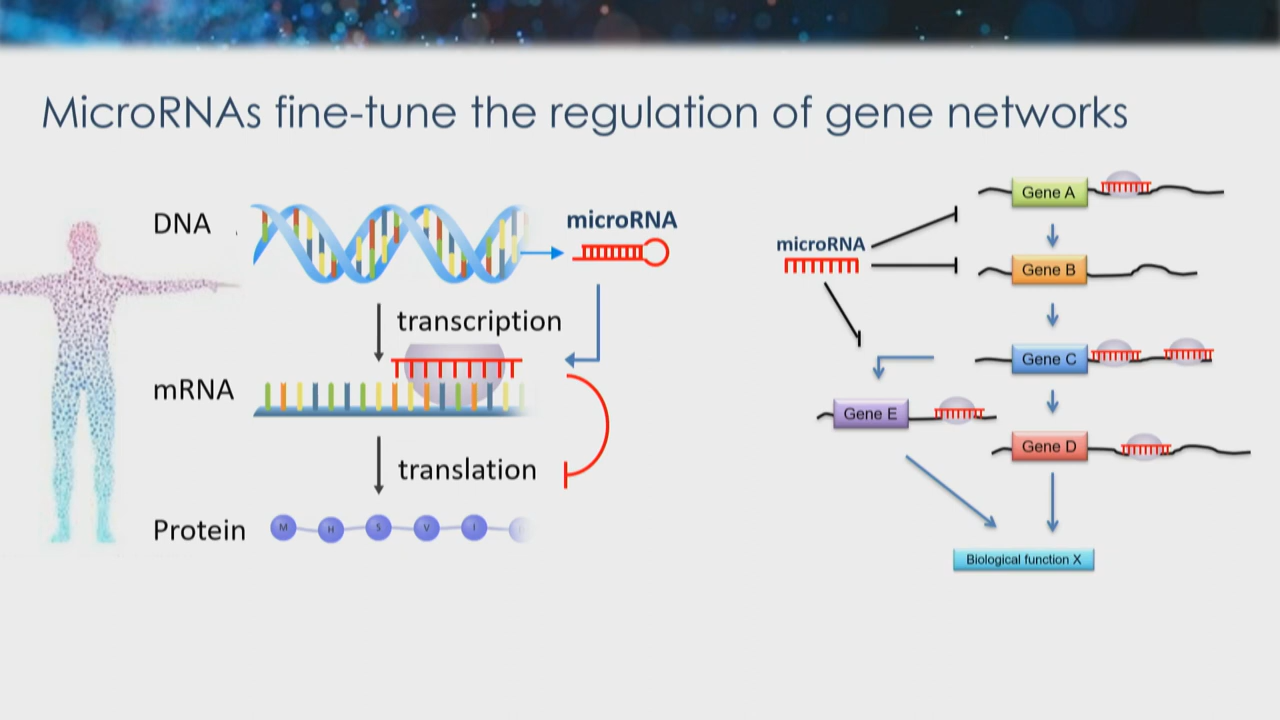 MicroRNAs fine-tune the regulation of gene networks
DNA
microRNA
transcription
mRNA
translation
Protein
M H S V I
microRNA
Gene A
Gene B
Gene C
Gene E
Gene D
Biological function X